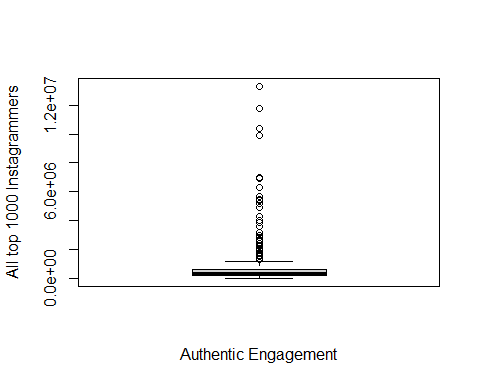 All top 1000 Instagrammers
1.2e+07
6.0e+06
0.0e+00
Authentic Engagement